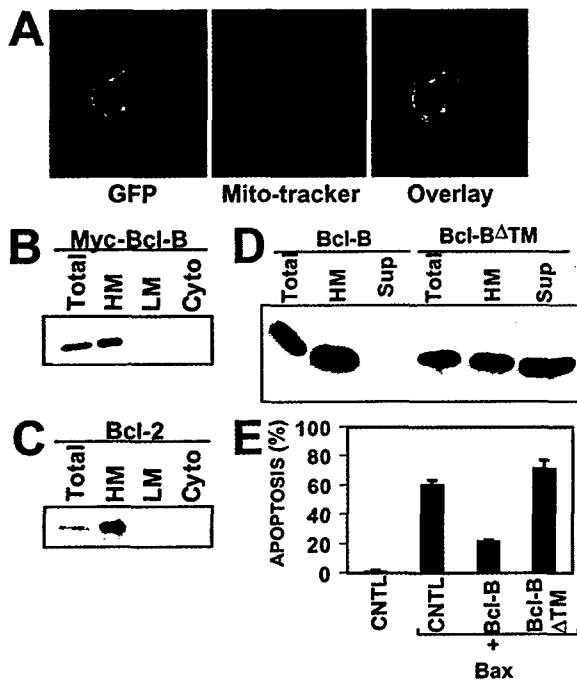 A
GFP Mito-tracker Overlay
B
Myc-Bcl-B
Total HM LM Cyto
C
Bcl-2
Total HM LM Cyto
D
Bcl-B Bcl-BΔTM
Total HM Sup Total HM Sup
E
APOPTOSIS (%)
100
80
60
40
20
0
CNTL CNTL +Bcl-B Bcl-B ΔTM
Bax